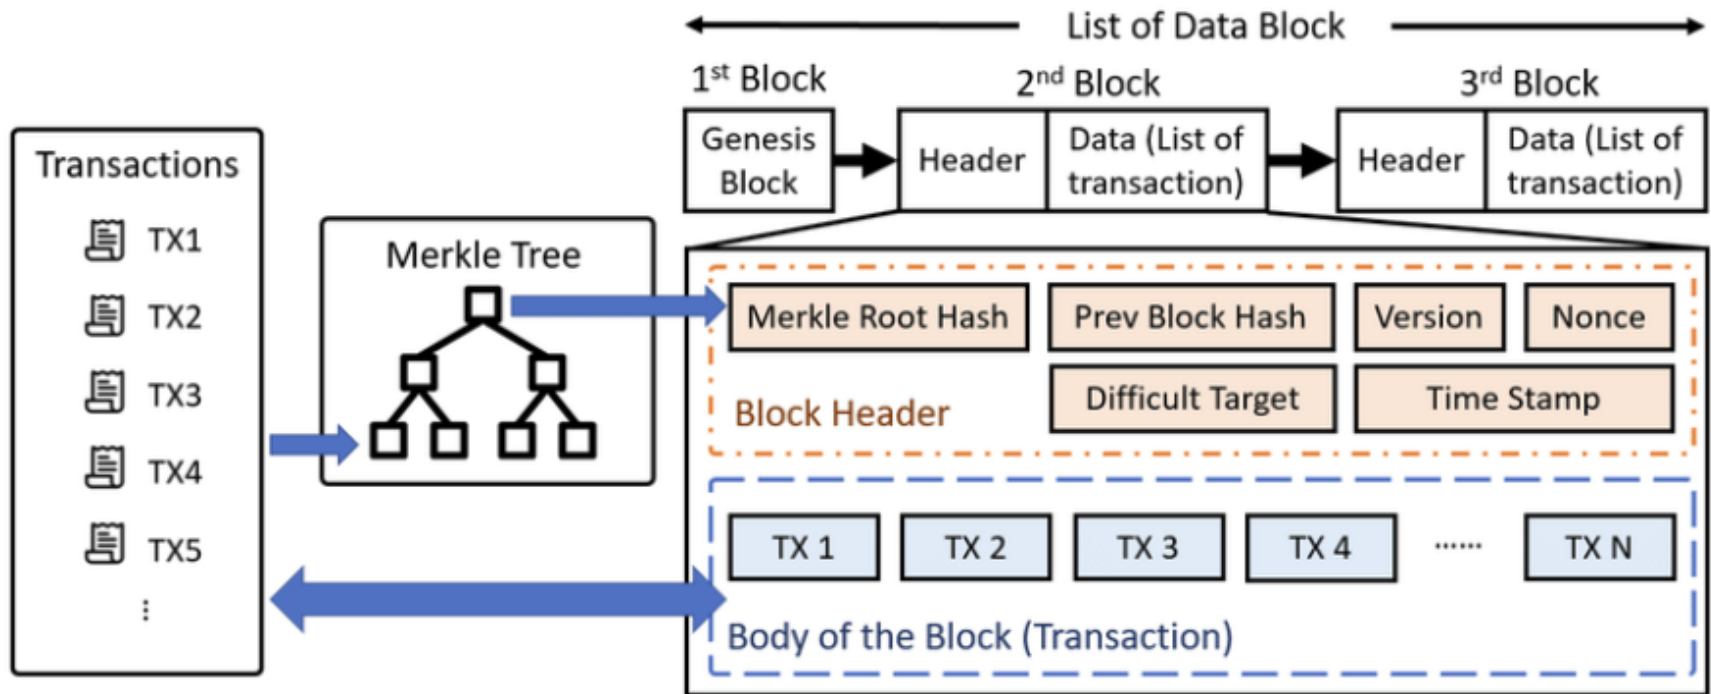 List of Data Block
1st Block
2nd Block
3rd Block
Genesis
Block
Header
Data (List of
transaction)
Header
Data (List of
transaction)
Transactions
TX1
TX2
TX3
TX4
TX5
⋮
Merkle Tree
Merkle Root Hash
Prev Block Hash
Version
Nonce
Difficult Target
Time Stamp
Block Header
TX 1
TX 2
TX 3
TX 4
......
TX N
Body of the Block (Transaction)